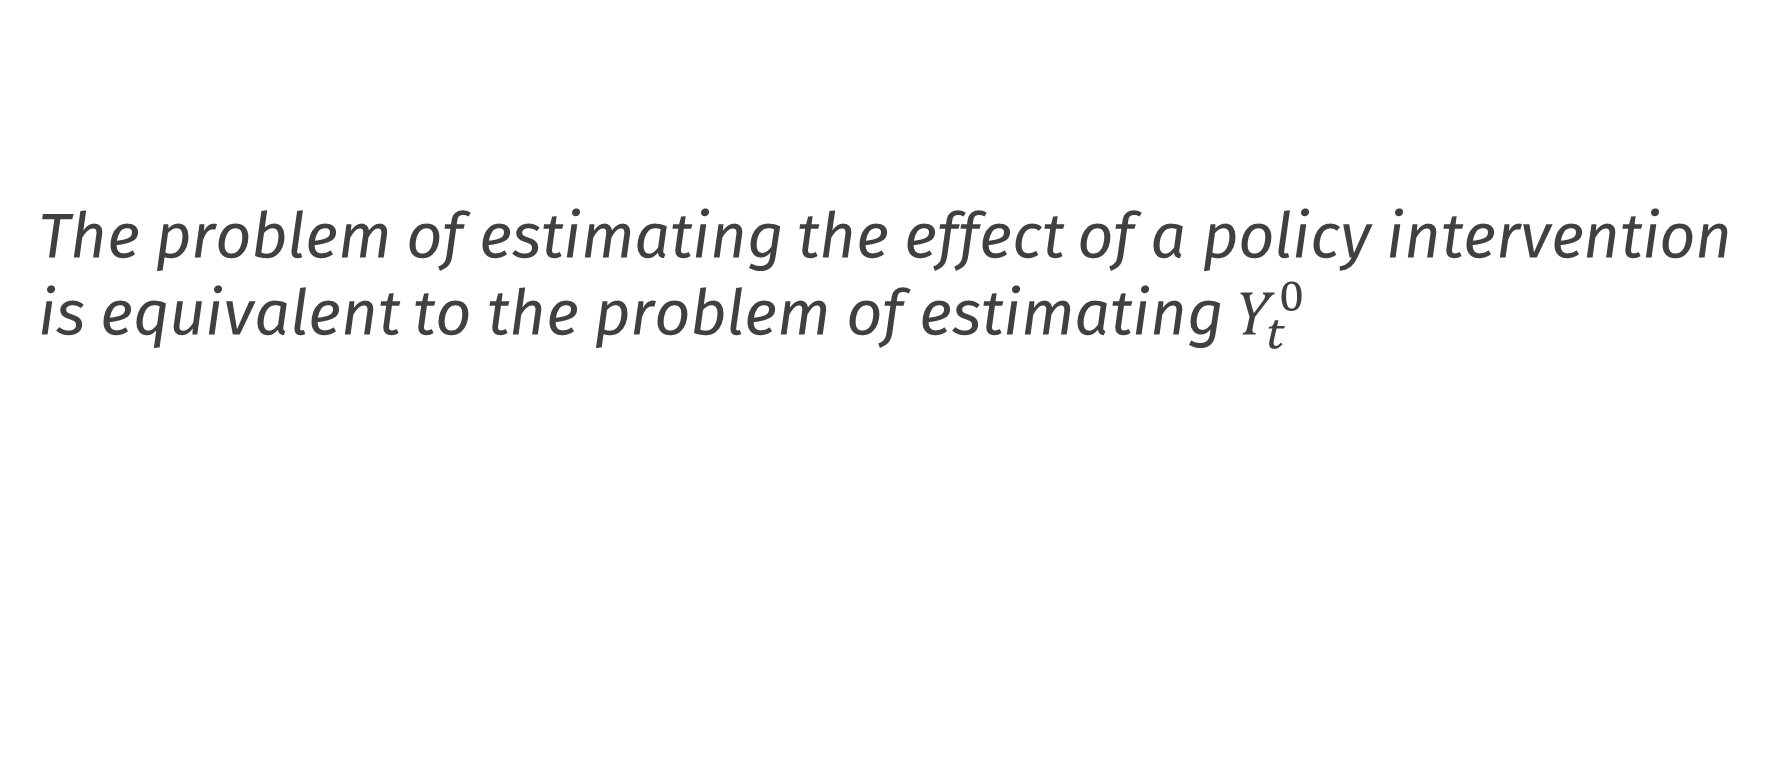 The problem of estimating the effect of a policy intervention
is equivalent to the problem of estimating $Y_t^0$